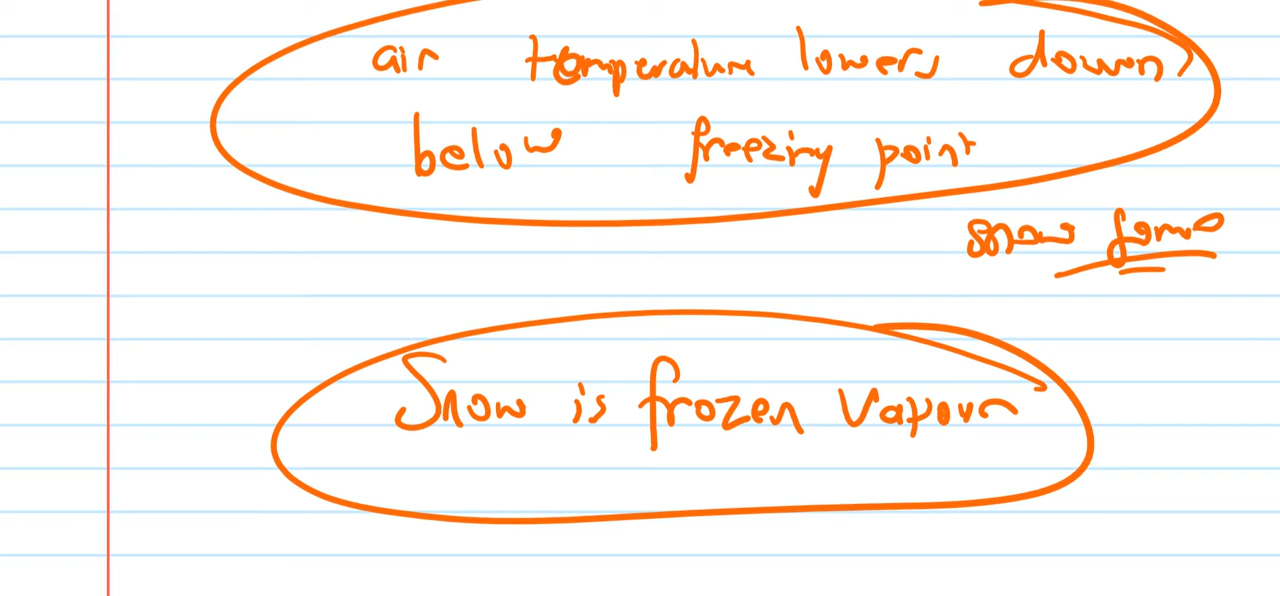 air temperature lowers down
below freezing point
snow forms
Snow is frozen Vapour